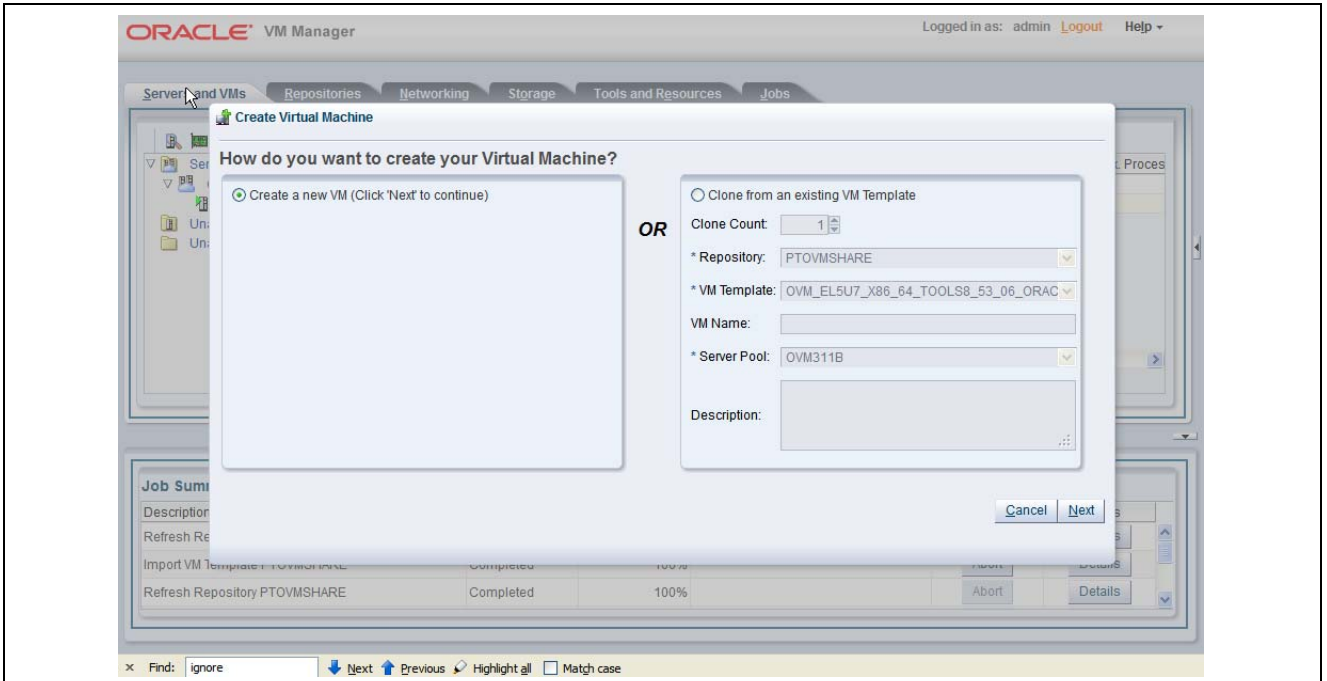 ORACLE VM Manager Logged in as: admin Logout Help
Servers and VMs Repositories Networking Storage Tools and Resources Jobs
Create Virtual Machine
How do you want to create your Virtual Machine?
Create a new VM (Click 'Next' to continue)
OR
Clone from an existing VM Template
Clone Count: 1
* Repository: PTOVMSHARE
* VM Template: OVM_EL5U7_X86_64_TOOLS8_53_06_ORAC
VM Name:
* Server Pool: OVM311B
Description:
Cancel Next
Ser
Un
Un
. Proces
Job Summ
Description
Refresh Re
Import VM Template PTOVMSHARE Completed 100% Abort Details
Refresh Repository PTOVMSHARE Completed 100% Abort Details
× Find: ignore Next Previous Highlight all Match case